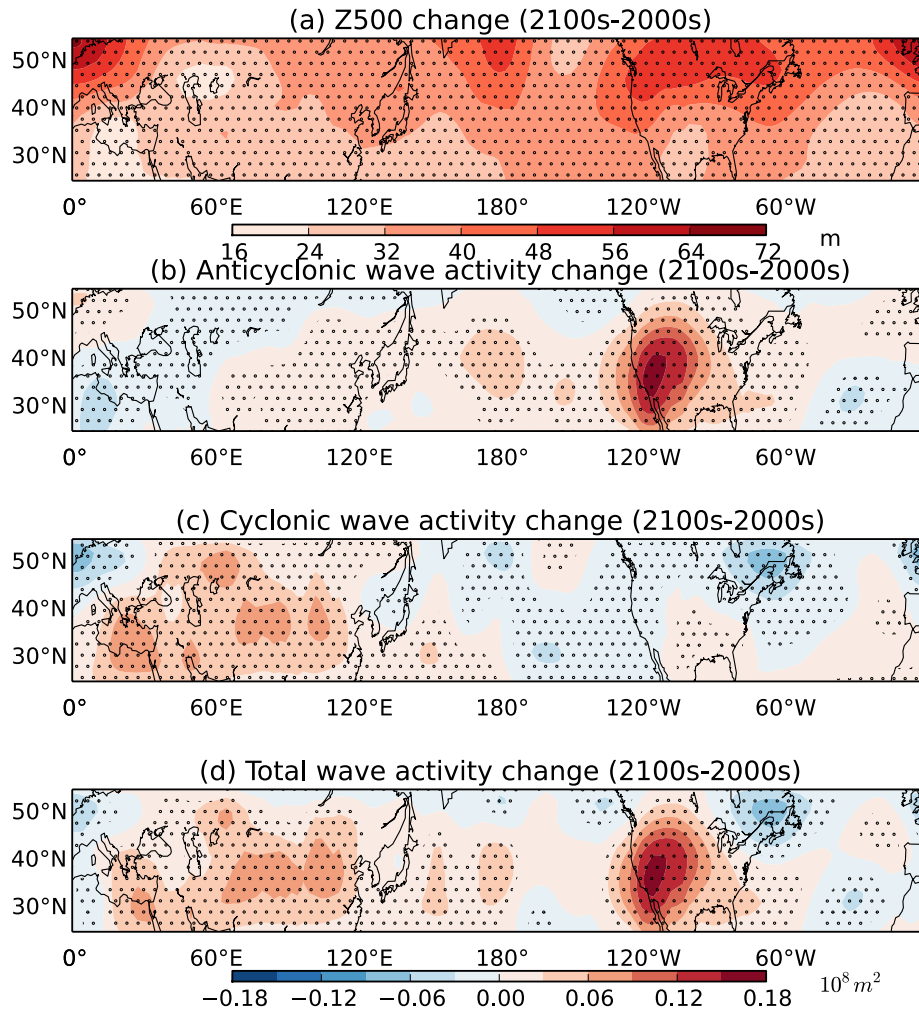 (a) Z500 change (2100s-2000s)
50°N
40°N
30°N
0° 60°E 120°E 180° 120°W 60°W
16 24 32 40 48 56 64 72 m
(b) Anticyclonic wave activity change (2100s-2000s)
50°N
40°N
30°N
0° 60°E 120°E 180° 120°W 60°W
(c) Cyclonic wave activity change (2100s-2000s)
50°N
40°N
30°N
0° 60°E 120°E 180° 120°W 60°W
(d) Total wave activity change (2100s-2000s)
50°N
40°N
30°N
0° 60°E 120°E 180° 120°W 60°W
−0.18 −0.12 −0.06 0.00 0.06 0.12 0.18 10⁸ m²